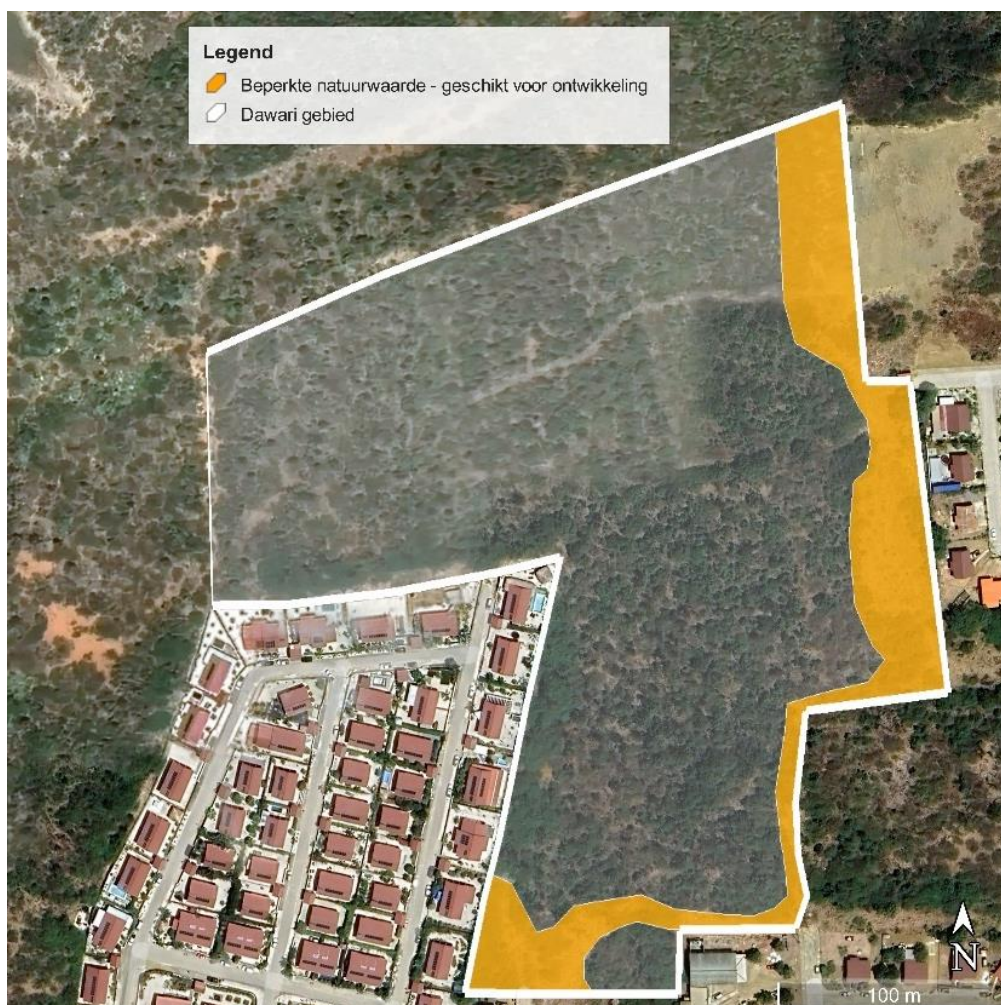 Legend
Beperkte natuurwaarde - geschikt voor ontwikkeling
Dawari gebied
N
100 m